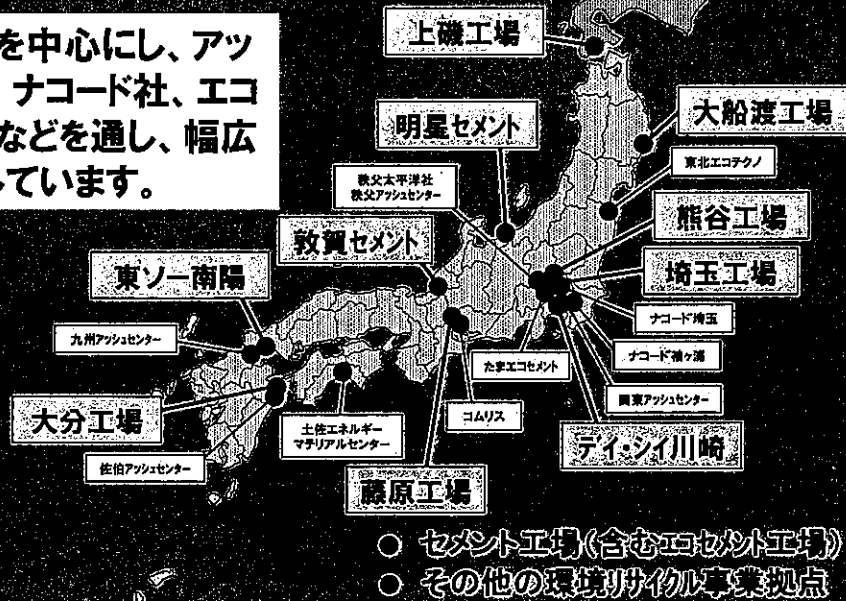 を中心にし、アッ
ナコード社、エコ
などを通し、幅広
しています。
上磯工場
大船渡工場
明星セメント
東北エコテクノ
秩父太平洋社
秩父アッシュセンター
熊谷工場
敦賀セメント
埼玉工場
東ソー南陽
ナコード埼玉
九州アッシュセンター
ナコード袖ヶ浦
たまエコセメント
関東アッシュセンター
大分工場
コムリス
土佐エネルギー
マテリアルセンター
ディ・シイ川崎
佐伯アッシュセンター
藤原工場
○ セメント工場(含むエコセメント工場)
○ その他の環境リサイクル事業拠点